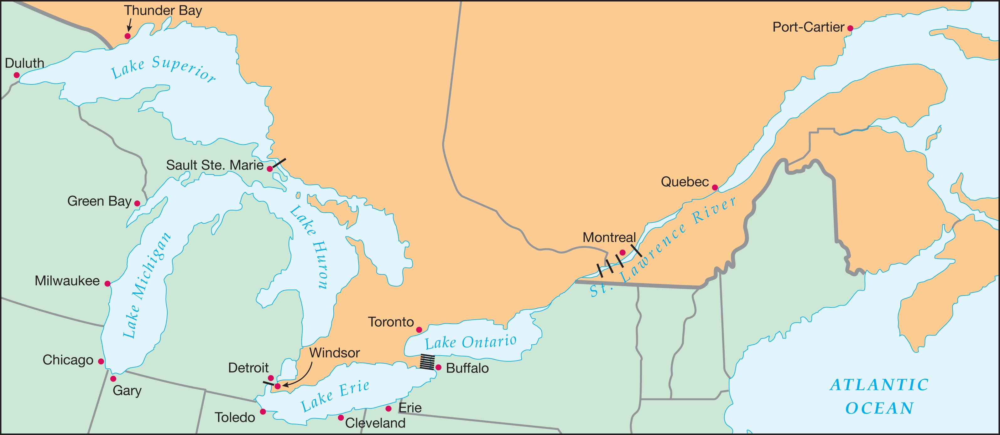 Thunder Bay
Port-Cartier
Duluth
Lake Superior
Sault Ste. Marie
Quebec
Green Bay
Lake Huron
St. Lawrence River
Montreal
Lake Michigan
Milwaukee
Toronto
Lake Ontario
Windsor
Chicago
Detroit
Buffalo
Gary
Lake Erie
ATLANTIC
OCEAN
Erie
Toledo
Cleveland